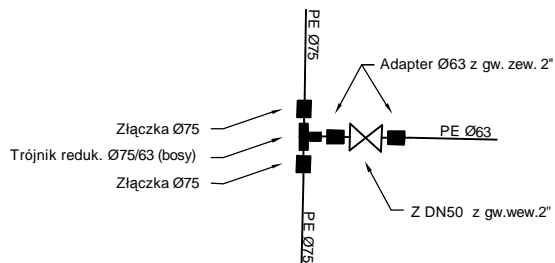 PE Ø75
Adapter Ø63 z gw. zew. 2"
Złączka Ø75
PE Ø63
Trójnik reduk. Ø75/63 (bosy)
Złączka Ø75
Z DN50  z gw.wew.2"
PE Ø75